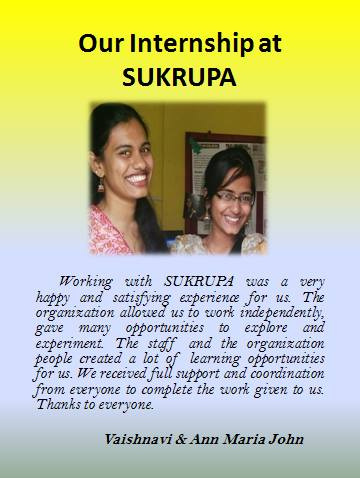 Our Internship at
SUKRUPA
Working with SUKRUPA was a very
happy and satisfying experience for us. The
organization allowed us to work independently,
gave many opportunities to explore and
experiment. The staff and the organization
people created a lot of learning opportunities
for us. We received full support and coordination
from everyone to complete the work given to us.
Thanks to everyone.
Vaishnavi & Ann Maria John